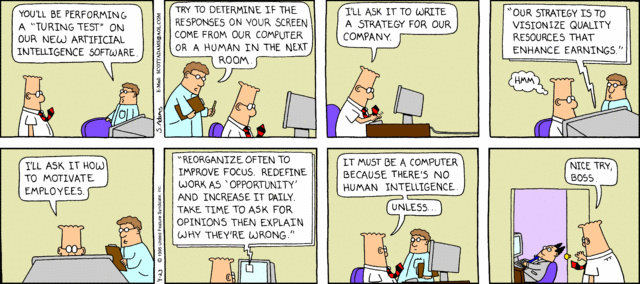 YOU'LL BE PERFORMING
A "TURING TEST" ON
OUR NEW ARTIFICIAL
INTELLIGENCE SOFTWARE.
TRY TO DETERMINE IF THE
RESPONSES ON YOUR SCREEN
COME FROM OUR COMPUTER
OR A HUMAN IN THE NEXT
ROOM.
S. Adams
E-Mail: SCOTTADAMS@AOL.COM
I'LL ASK IT TO WRITE
A STRATEGY FOR OUR
COMPANY.
"OUR STRATEGY IS TO
VISIONIZE QUALITY
RESOURCES THAT
ENHANCE EARNINGS."
HMM
I'LL ASK IT HOW
TO MOTIVATE
EMPLOYEES.
"REORGANIZE OFTEN TO
IMPROVE FOCUS. REDEFINE
WORK AS 'OPPORTUNITY'
AND INCREASE IT DAILY.
TAKE TIME TO ASK FOR
OPINIONS THEN EXPLAIN
WHY THEY'RE WRONG."
IT MUST BE A COMPUTER
BECAUSE THERE'S NO
HUMAN INTELLIGENCE.
UNLESS...
NICE TRY,
BOSS.